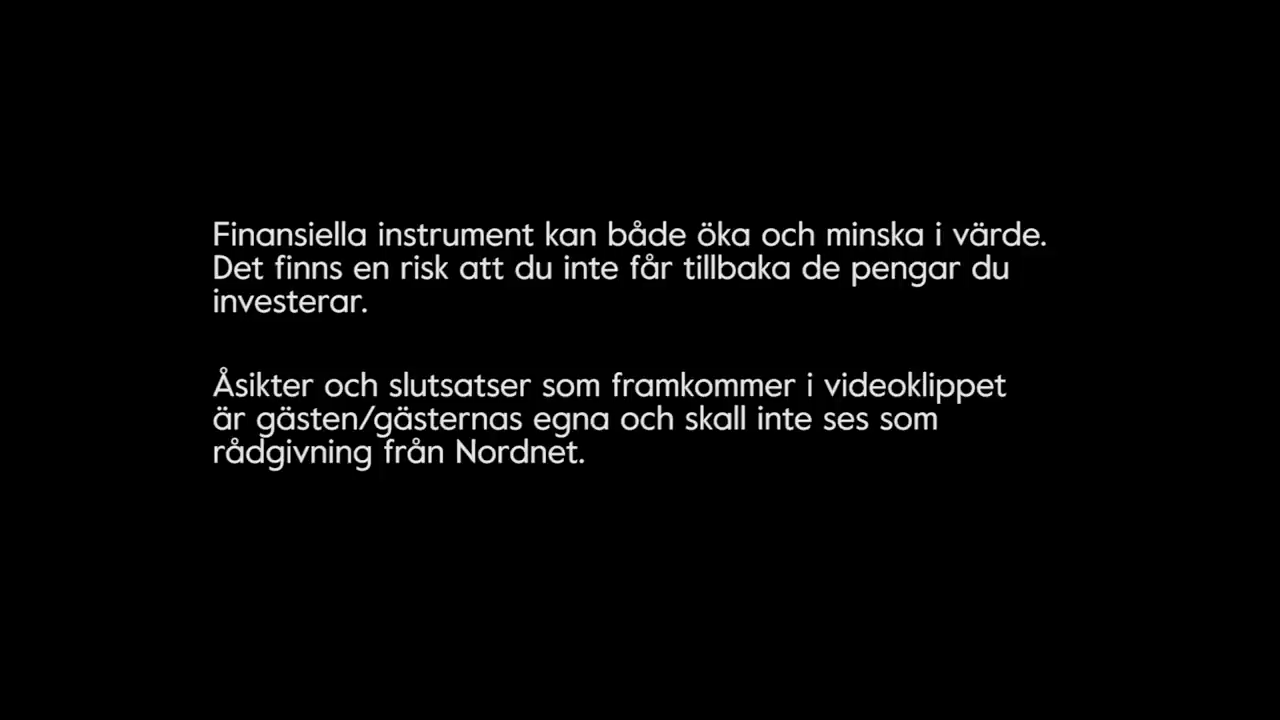 Finansiella instrument kan både öka och minska i värde.
Det finns en risk att du inte får tillbaka de pengar du
investerar.
Åsikter och slutsatser som framkommer i videoklippet
är gästen/gästernas egna och skall inte ses som
rådgivning från Nordnet.